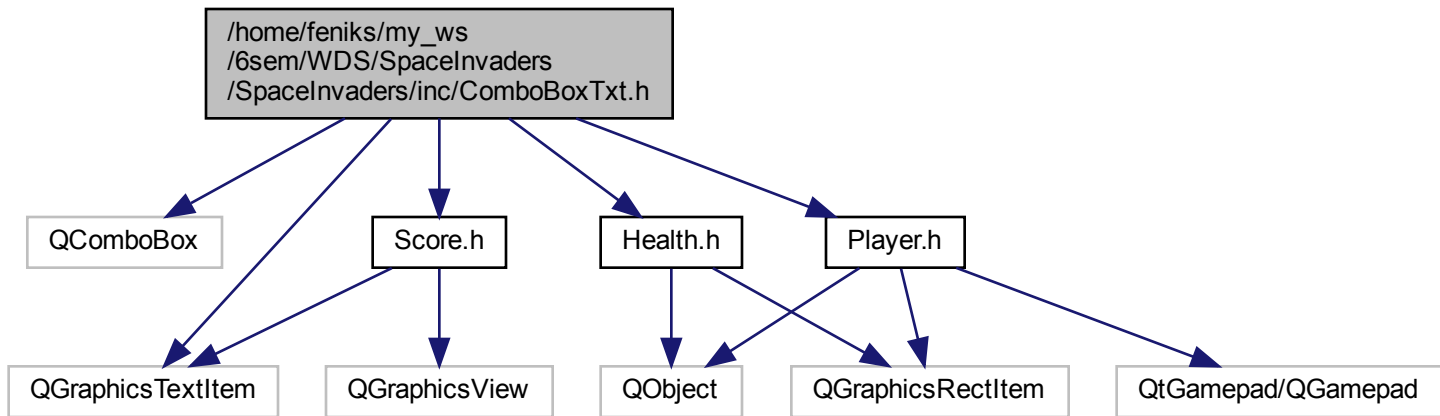 /home/feniks/my_ws
/6sem/WDS/SpaceInvaders
/SpaceInvaders/inc/ComboBoxTxt.h
QComboBox
Score.h
Health.h
Player.h
QGraphicsTextItem
QGraphicsView
QObject
QGraphicsRectItem
QtGamepad/QGamepad